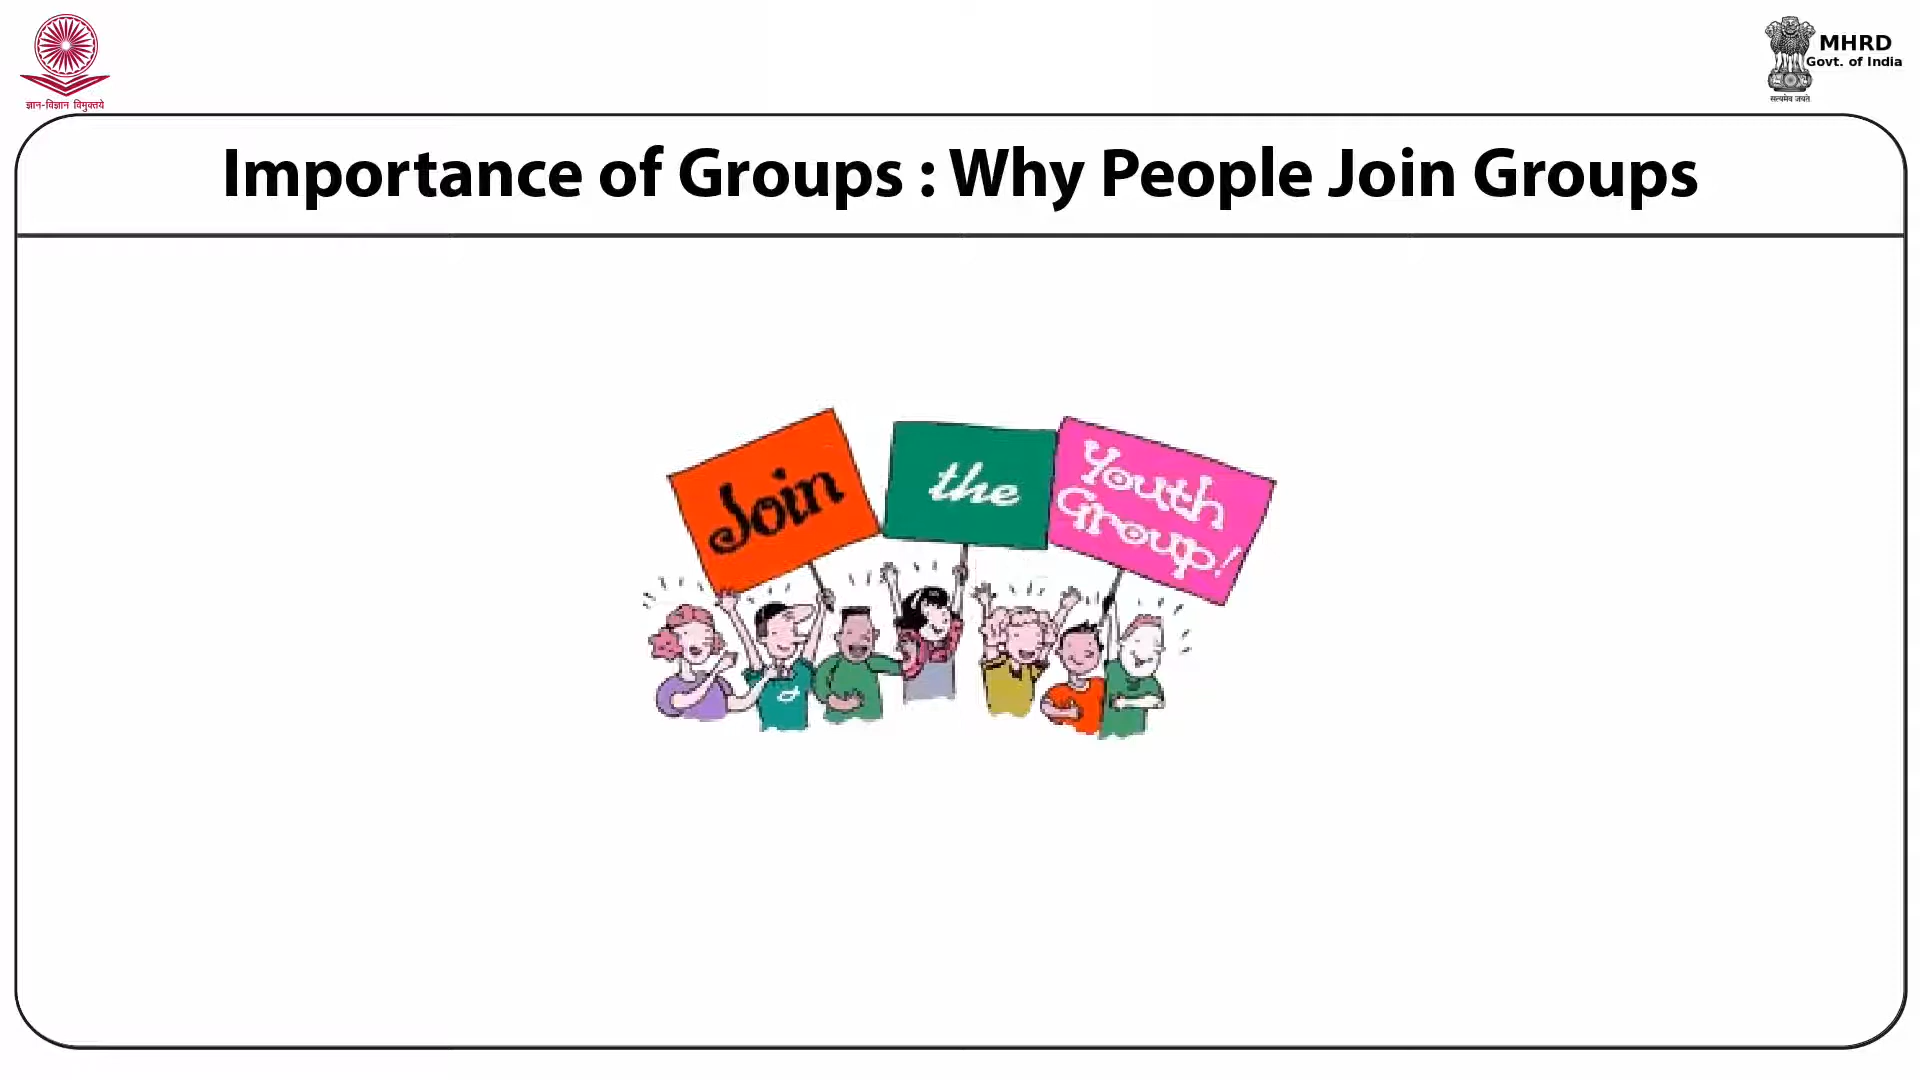 ज्ञान-विज्ञान विमुक्तये
MHRD
Govt. of India
सत्यमेव जयते
Importance of Groups : Why People Join Groups
Join
the
Youth
Group!